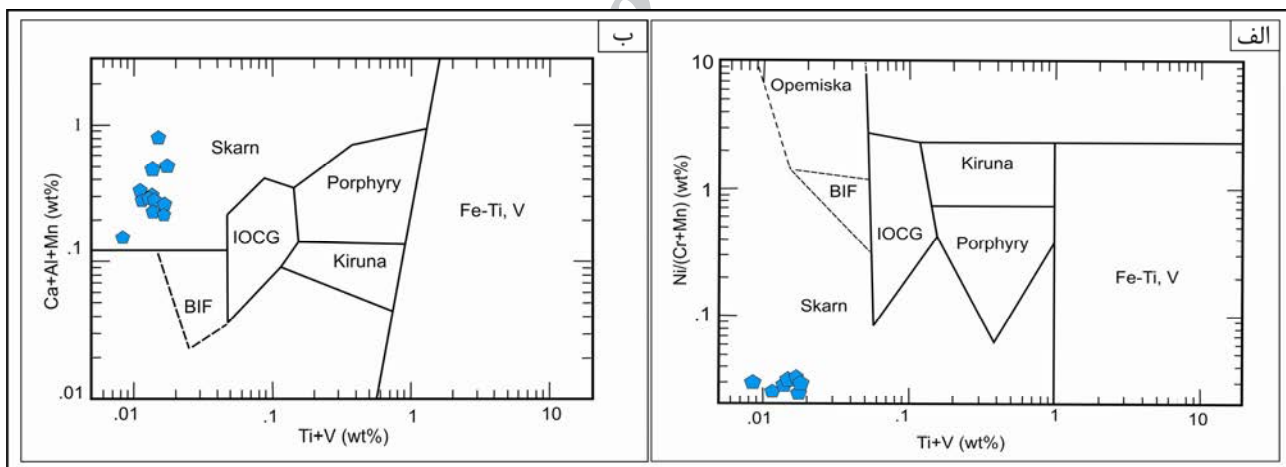 ب
1
.1
.01
Ca+Al+Mn (wt%)
Skarn
Porphyry
IOCG
Fe-Ti, V
Kiruna
BIF
.01
.1
1
10
Ti+V (wt%)
الف
10
1
.1
Ni/(Cr+Mn) (wt%)
Opemiska
Kiruna
BIF
IOCG
Porphyry
Fe-Ti, V
Skarn
.01
.1
1
10
Ti+V (wt%)